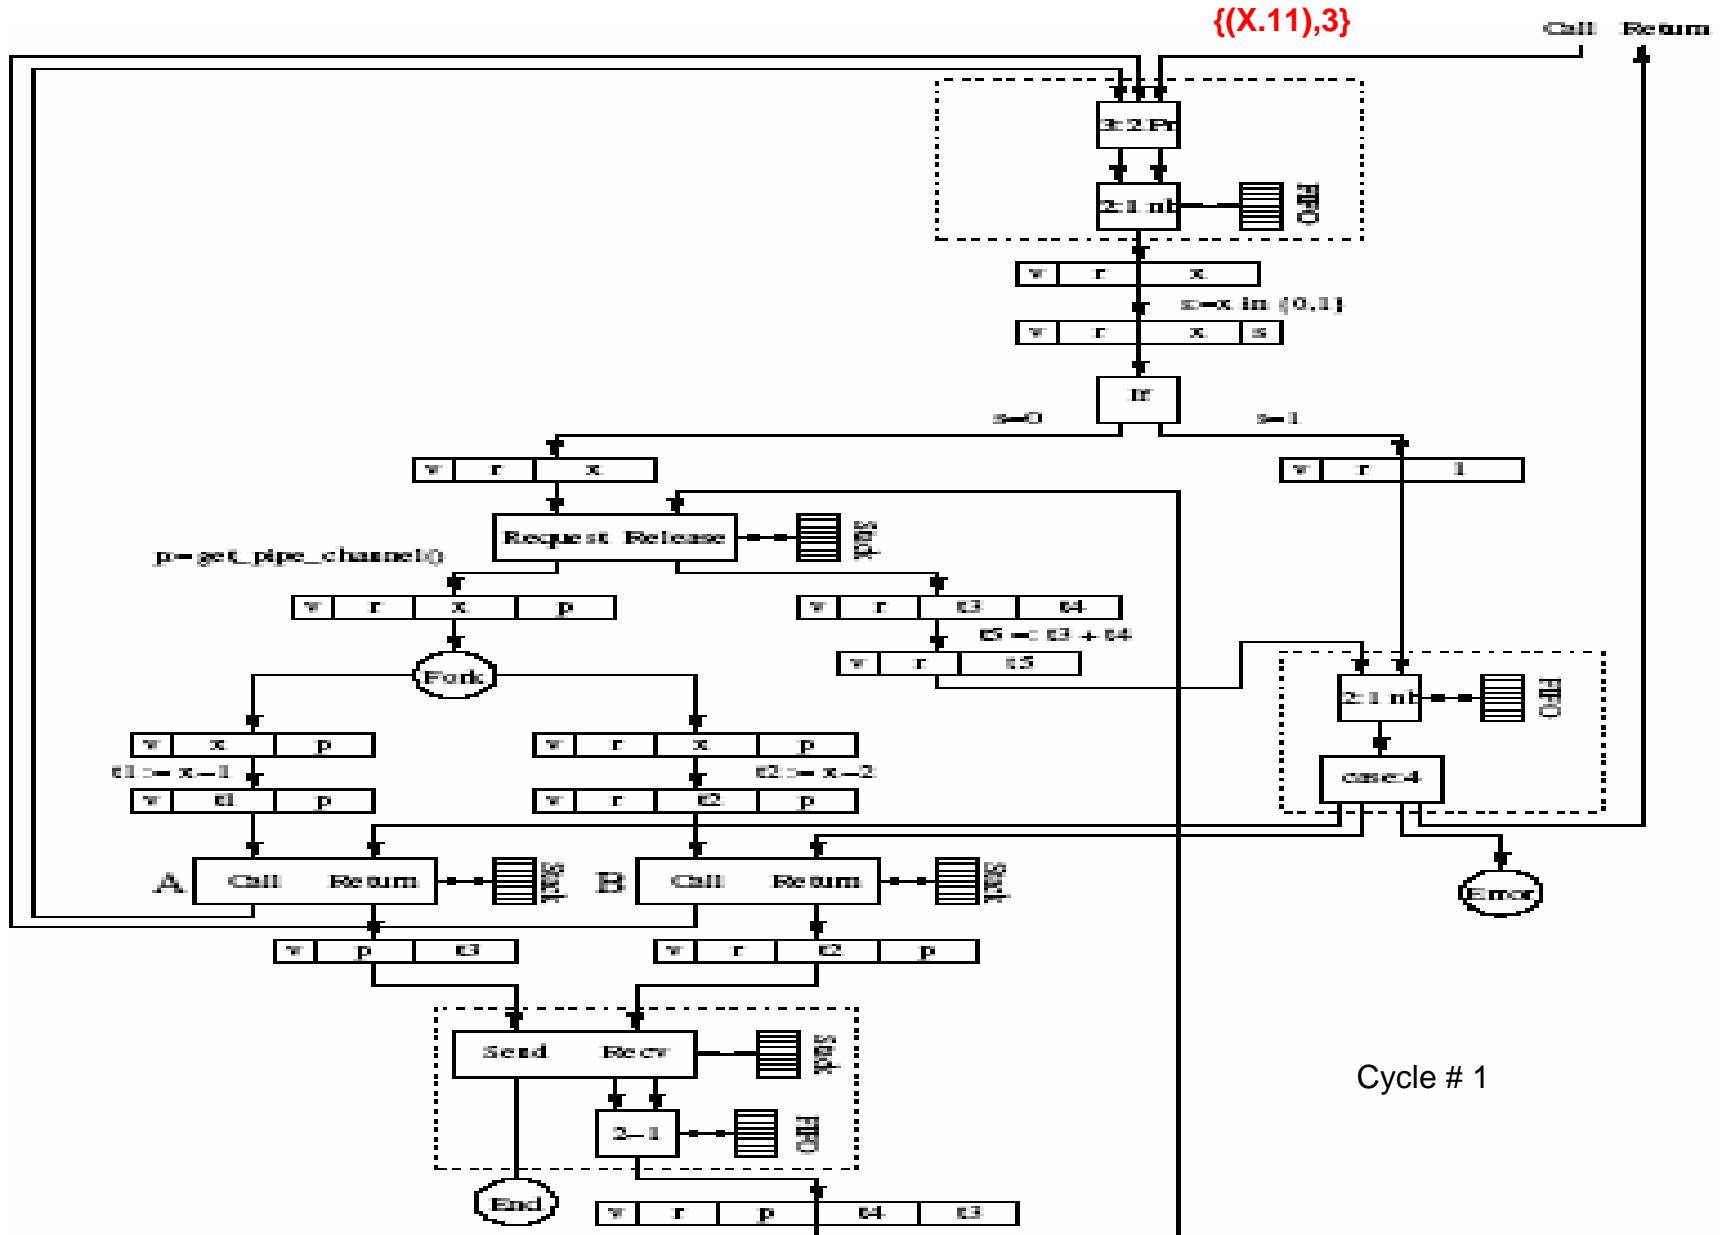 {(X.11),3}
Call Return
3:2Pr
2:1 nb
FIFO
v r x
s=x in {0,1}
v r x s
If
s=0
s=1
v r x
v r 1
Request Release
Stack
p=get_pipe_channel()
v r x p
v r t3 t4
t5 =: t3 + t4
v r t5
Fork
2:1 nb
FIFO
v x p
v r x p
t1 := x-1
t2 := x-2
v t1 p
v r t2 p
case:4
A
Call Return
Stack
B
Call Return
Stack
Error
v p t3
v r t2 p
Send Recv
Stack
Cycle # 1
2-1
FIFO
End
v r p t4 t3